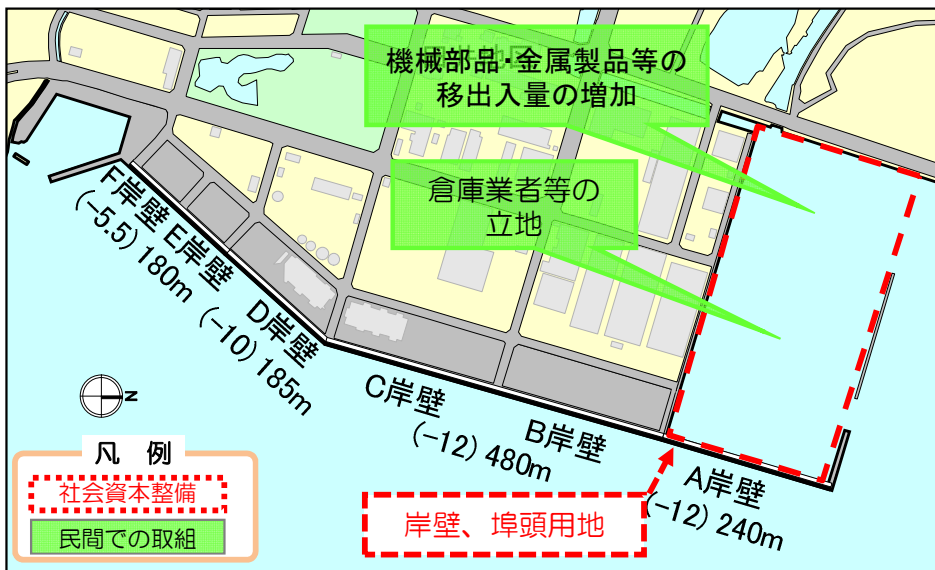 機械部品・金属製品等の
移出入量の増加
倉庫業者等の
立地
F岸壁
(-5.5) 180m
E岸壁
D岸壁
(-10) 185m
C岸壁
B岸壁
(-12) 480m
A岸壁
(-12) 240m
岸壁、埠頭用地
N
凡 例
社会資本整備
民間での取組